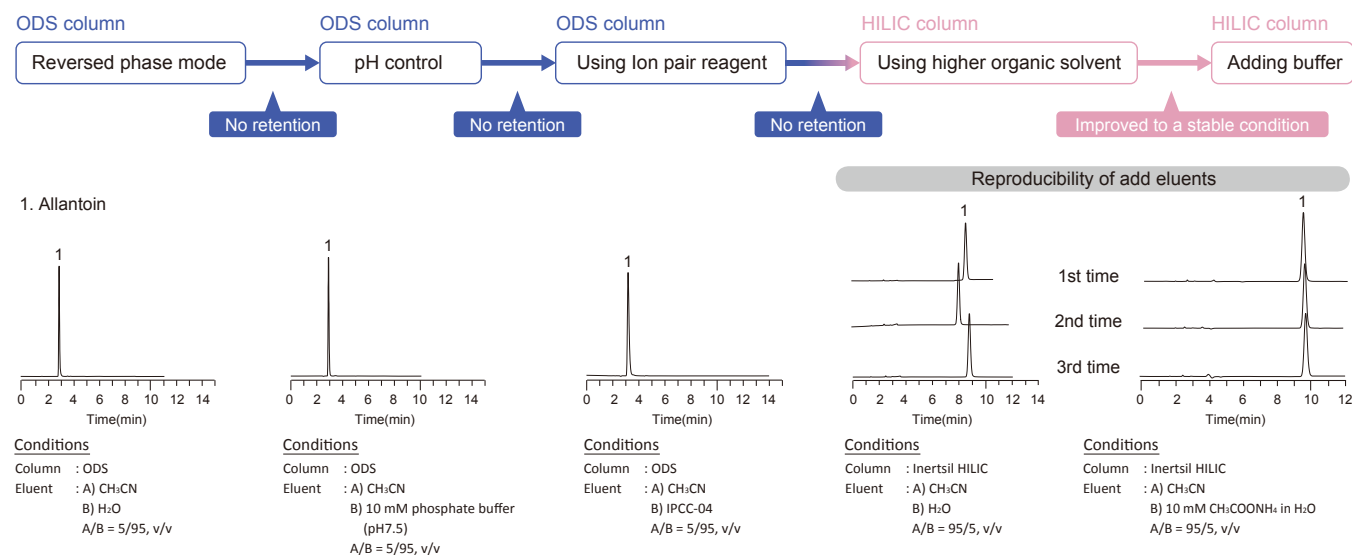 ODS column
ODS column
ODS column
HILIC column
HILIC column
Reversed phase mode
pH control
Using Ion pair reagent
Using higher organic solvent
Adding buffer
No retention
No retention
No retention
Improved to a stable condition
Reproducibility of add eluents
1. Allantoin
1
1
1
1
1
1st time
2nd time
3rd time
0 2 4 6 8 10 12 14
Time(min)
0 5 10 15
Time(min)
0 2 4 6 8 10 12 14
Time(min)
0 2 4 6 8 10 12 14
Time(min)
0 2 4 6 8 10 12
Time(min)
Conditions
Column : ODS
Eluent : A) CH₃CN
B) H₂O
A/B = 5/95, v/v
Conditions
Column : ODS
Eluent : A) CH₃CN
B) 10 mM phosphate buffer
(pH7.5)
A/B = 5/95, v/v
Conditions
Column : ODS
Eluent : A) CH₃CN
B) IPCC-04
A/B = 5/95, v/v
Conditions
Column : Inertsil HILIC
Eluent : A) CH₃CN
B) H₂O
A/B = 95/5, v/v
Conditions
Column : Inertsil HILIC
Eluent : A) CH₃CN
B) 10 mM CH₃COONH₄ in H₂O
A/B = 95/5, v/v